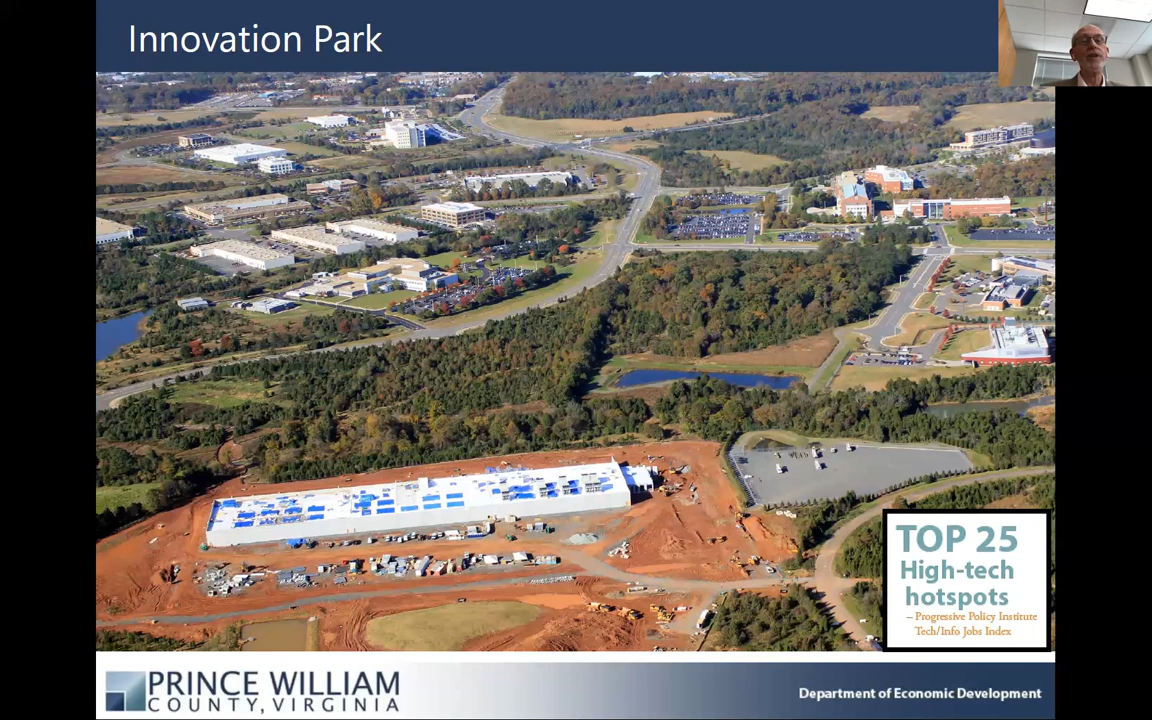 Innovation Park
TOP 25
High-tech
hotspots
– Progressive Policy Institute
Tech/Info Jobs Index
PRINCE WILLIAM
COUNTY, VIRGINIA
Department of Economic Development